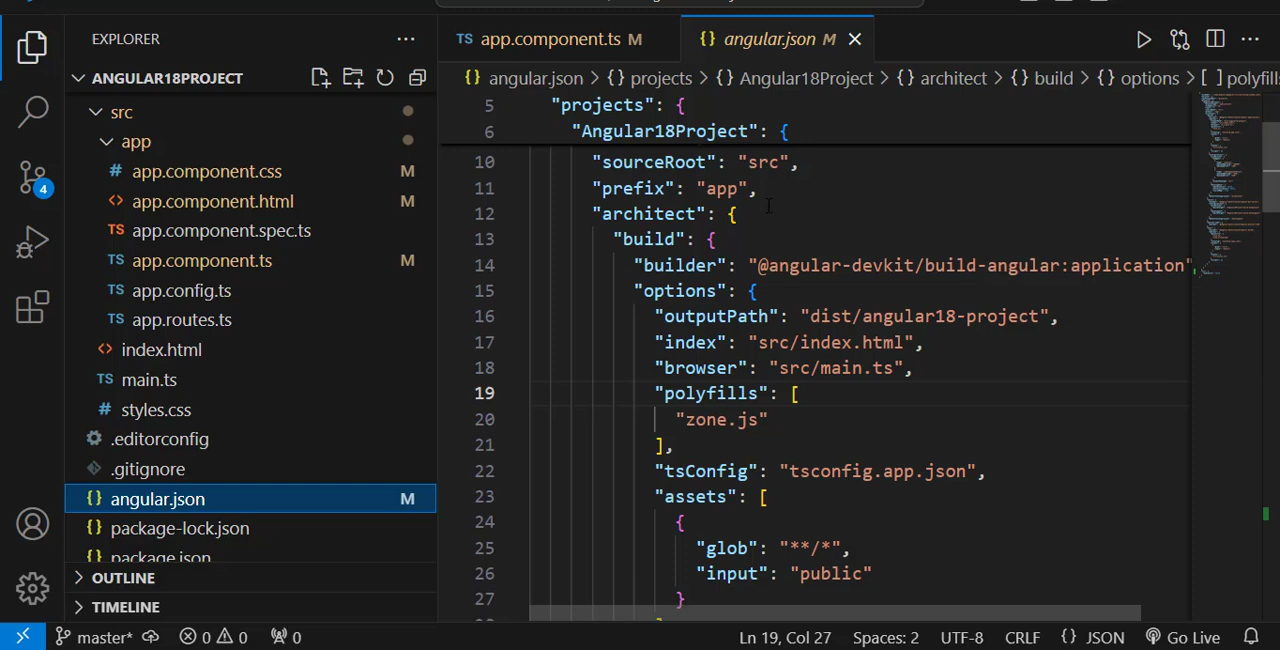 EXPLORER
ANGULAR18PROJECT
src
app
app.component.css M
app.component.html M
app.component.spec.ts
app.component.ts M
app.config.ts
app.routes.ts
index.html
main.ts
styles.css
.editorconfig
.gitignore
angular.json M
package-lock.json
package.json
OUTLINE
TIMELINE
4
TS app.component.ts M
{} angular.json M
{} angular.json > {} projects > {} Angular18Project > {} architect > {} build > {} options > [ ] polyfills
5 "projects": {
6 "Angular18Project": {
10 "sourceRoot": "src",
11 "prefix": "app",
12 "architect": {
13 "build": {
14 "builder": "@angular-devkit/build-angular:application"
15 "options": {
16 "outputPath": "dist/angular18-project",
17 "index": "src/index.html",
18 "browser": "src/main.ts",
19 "polyfills": [
20 "zone.js"
21 ],
22 "tsConfig": "tsconfig.app.json",
23 "assets": [
24 {
25 "glob": "**/*",
26 "input": "public"
27 }
master* 0 0 0 Ln 19, Col 27 Spaces: 2 UTF-8 CRLF {} JSON Go Live